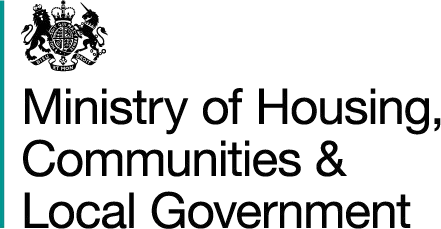 Ministry of Housing,
Communities &
Local Government